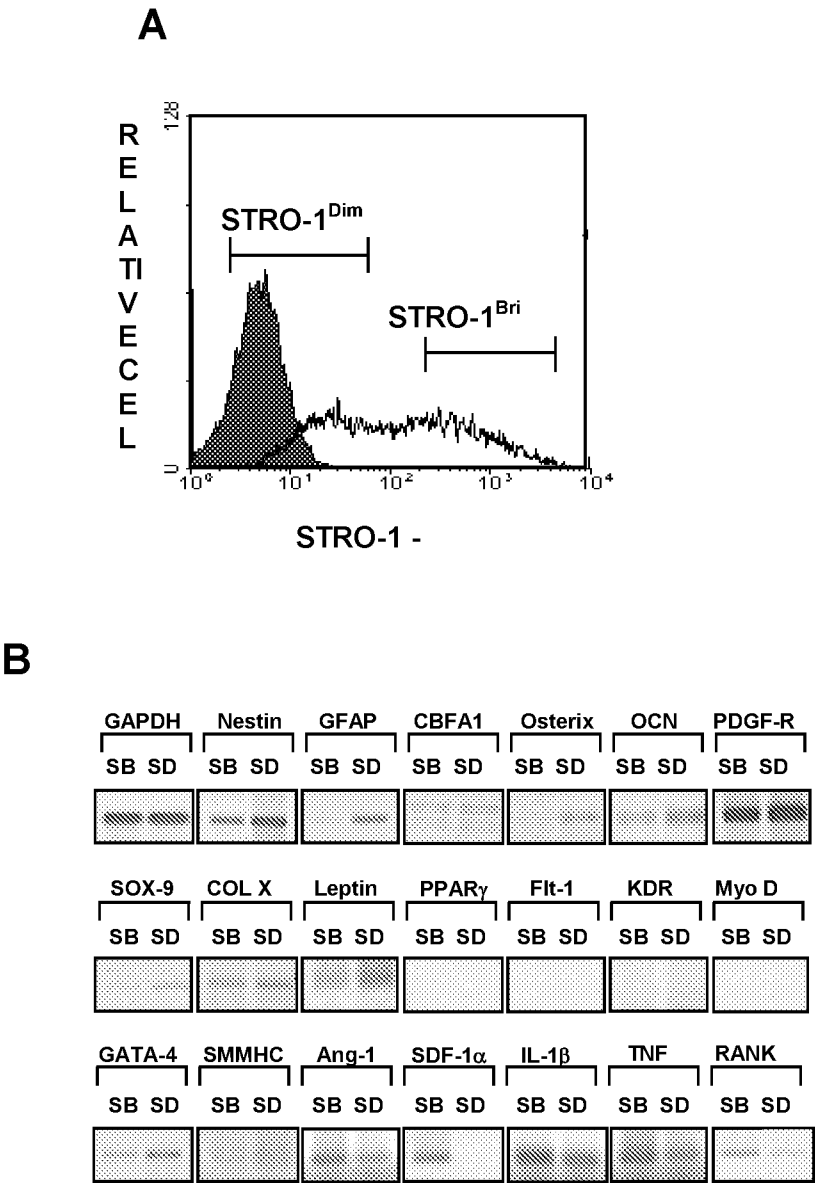 A
128
RELATIVECEL
STRO-1Dim
STRO-1Bri
0
10⁰ 10¹ 10² 10³ 10⁴
STRO-1 -
B
GAPDH Nestin GFAP CBFA1 Osterix OCN PDGF-R
SB SD SB SD SB SD SB SD SB SD SB SD SB SD
SOX-9 COL X Leptin PPARγ Flt-1 KDR Myo D
SB SD SB SD SB SD SB SD SB SD SB SD SB SD
GATA-4 SMMHC Ang-1 SDF-1α IL-1β TNF RANK
SB SD SB SD SB SD SB SD SB SD SB SD SB SD